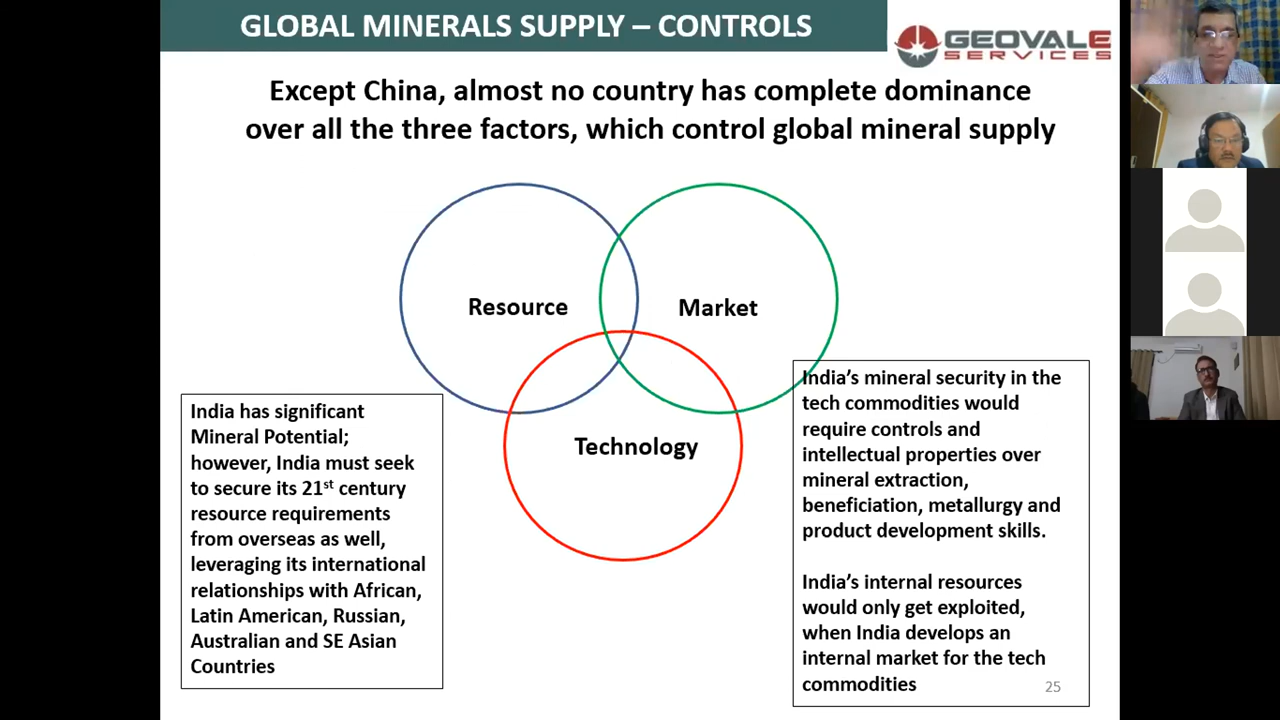 GLOBAL MINERALS SUPPLY – CONTROLS
GEOVALE
SERVICES
Except China, almost no country has complete dominance
over all the three factors, which control global mineral supply
Resource
Market
Technology
India has significant
Mineral Potential;
however, India must seek
to secure its 21st century
resource requirements
from overseas as well,
leveraging its international
relationships with African,
Latin American, Russian,
Australian and SE Asian
Countries
India’s mineral security in the
tech commodities would
require controls and
intellectual properties over
mineral extraction,
beneficiation, metallurgy and
product development skills.
India’s internal resources
would only get exploited,
when India develops an
internal market for the tech
commodities
25